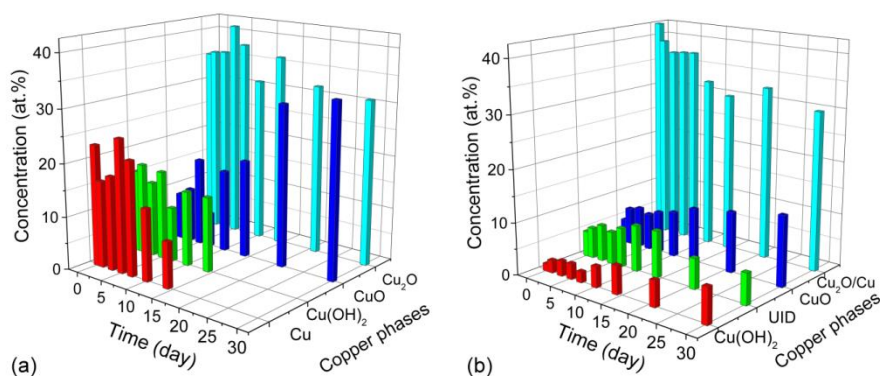 Concentration (at.%)
40
30
20
10
0
0
5
10
15
20
25
30
Time (day)
Cu
Cu(OH)₂
CuO
Cu₂O
Copper phases
(a)
Concentration (at.%)
40
30
20
10
0
0
5
10
15
20
25
30
Time (day)
Cu(OH)₂
UID
CuO
Cu₂O/Cu
Copper phases
(b)